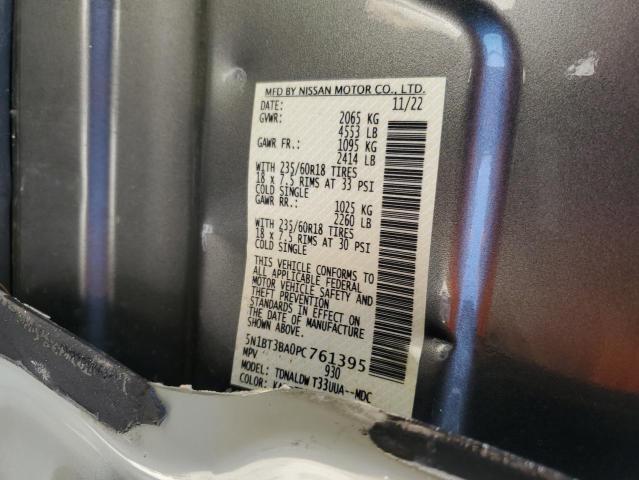 MFD BY NISSAN MOTOR CO., LTD.
DATE: 11/22
GVWR: 2065 KG
4553 LB
GAWR FR.: 1095 KG
2414 LB
WITH 235/60R18 TIRES
18 x 7.5 RIMS AT 33 PSI
COLD SINGLE
GAWR RR.: 1025 KG
2260 LB
WITH 235/60R18 TIRES
18 x 7.5 RIMS AT 30 PSI
COLD SINGLE
THIS VEHICLE CONFORMS TO
ALL APPLICABLE FEDERAL
MOTOR VEHICLE SAFETY AND
THEFT PREVENTION
STANDARDS IN EFFECT ON
THE DATE OF MANUFACTURE
SHOWN ABOVE.
5N1BT3BA0PC761395
MPV 930
MODEL: TDNALDW T33UUA--NDC
COLOR: